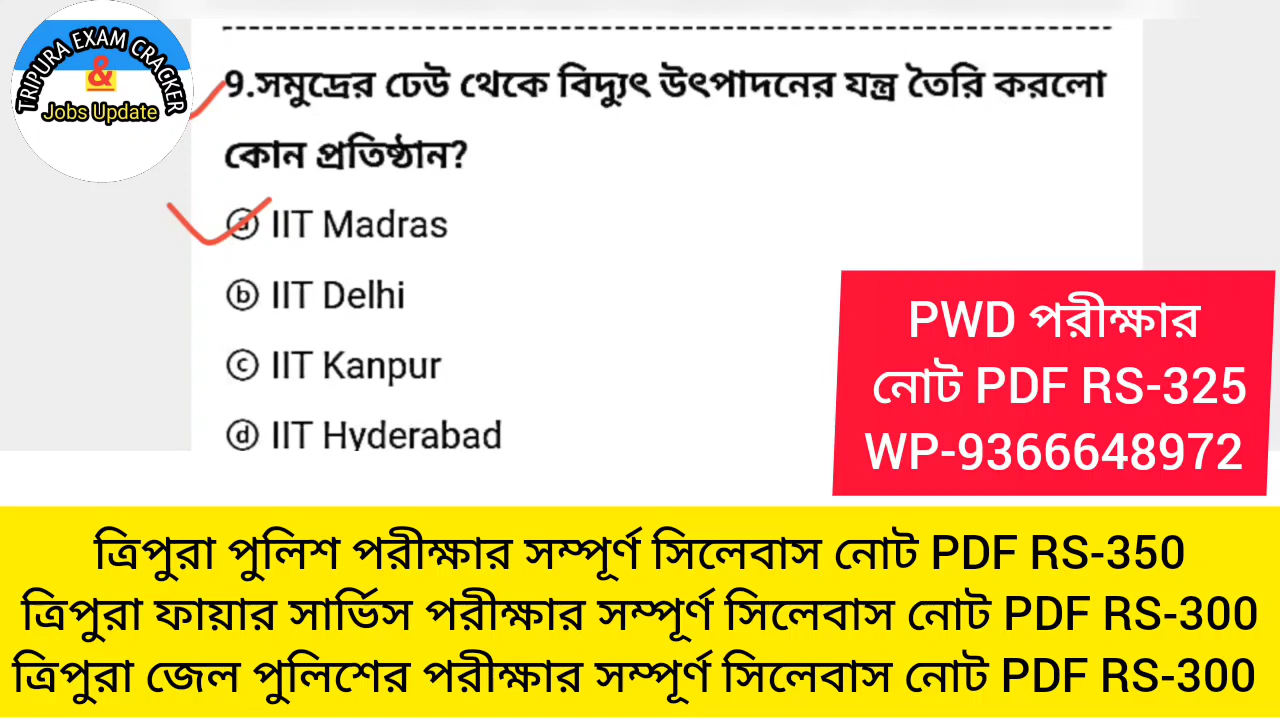 TRIPURA EXAM CRACKER
&
Jobs Update
9.সমুদ্রের ঢেউ থেকে বিদ্যুৎ উৎপাদনের যন্ত্র তৈরি করলো
কোন প্রতিষ্ঠান?
ⓐ IIT Madras
ⓑ IIT Delhi
ⓒ IIT Kanpur
ⓓ IIT Hyderabad
PWD পরীক্ষার
নোট PDF RS-325
WP-9366648972
ত্রিপুরা পুলিশ পরীক্ষার সম্পূর্ণ সিলেবাস নোট PDF RS-350
ত্রিপুরা ফায়ার সার্ভিস পরীক্ষার সম্পূর্ণ সিলেবাস নোট PDF RS-300
ত্রিপুরা জেল পুলিশের পরীক্ষার সম্পূর্ণ সিলেবাস নোট PDF RS-300